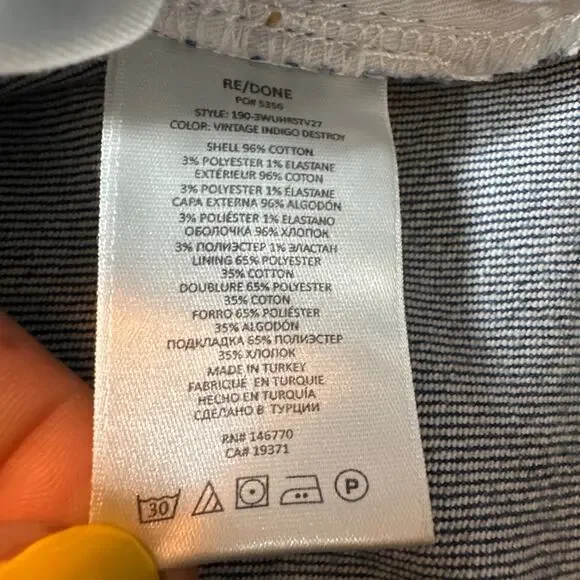 RE/DONE
PO# 5356
STYLE: 190-3WUHRSTV27
COLOR: VINTAGE INDIGO DESTROY
SHELL 96% COTTON
3% POLYESTER 1% ELASTANE
EXTÉRIEUR 96% COTON
3% POLYESTER 1% ÉLASTANE
CAPA EXTERNA 96% ALGODÓN
3% POLIÉSTER 1% ELASTANO
ОБОЛОЧКА 96% ХЛОПОК
3% ПОЛИЭСТЕР 1% ЭЛАСТАН
LINING 65% POLYESTER
35% COTTON
DOUBLURE 65% POLYESTER
35% COTON
FORRO 65% POLIÉSTER
35% ALGODÓN
ПОДКЛАДКА 65% ПОЛИЭСТЕР
35% ХЛОПОК
MADE IN TURKEY
FABRIQUE EN TURQUIE
HECHO EN TURQUÍA
СДЕЛАНО В ТУРЦИИ
RN# 146770
CA# 19371
30 P